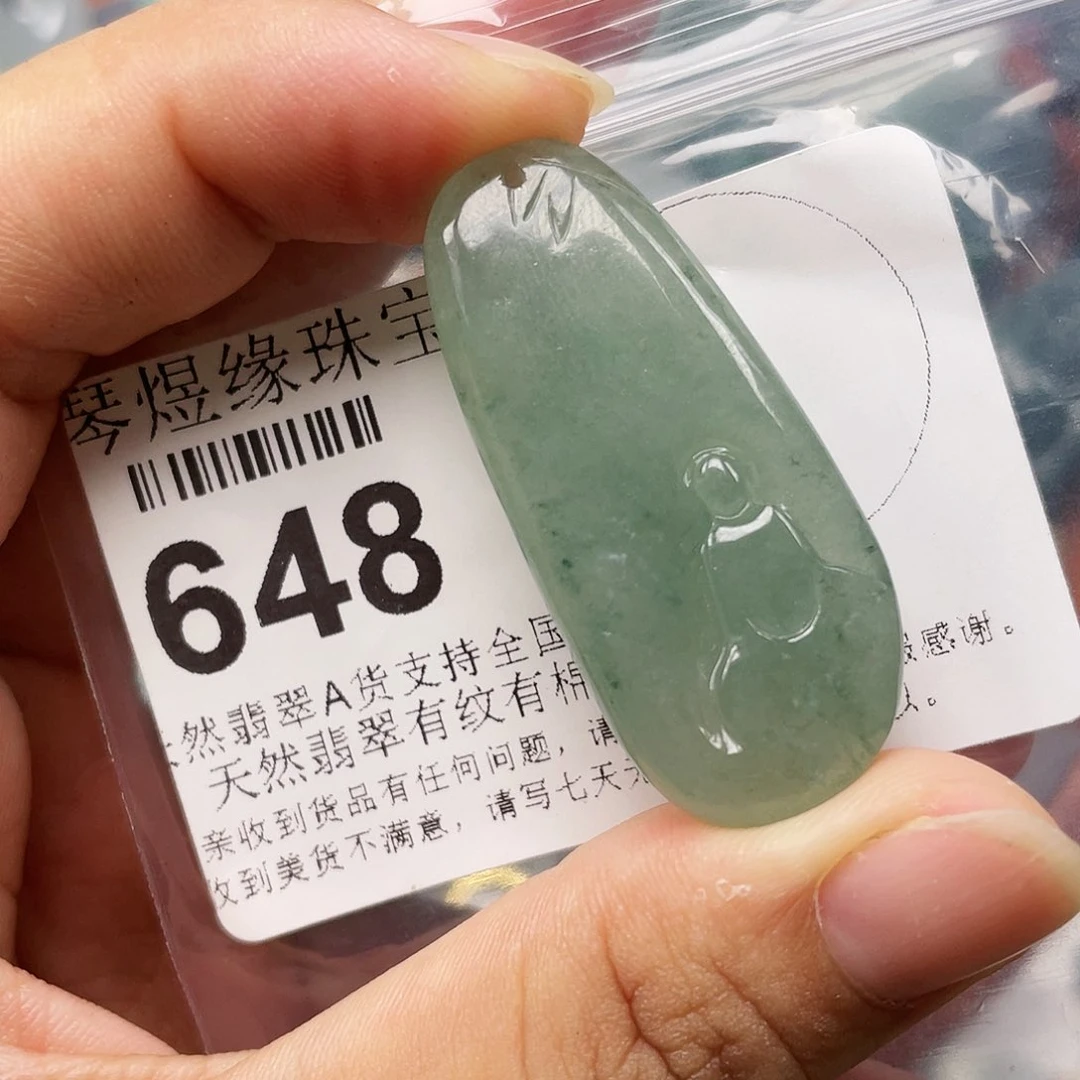 琴煜缘珠宝
648
然翡翠A货支持全国 感谢。
天然翡翠有纹有棉
亲收到货品有任何问题，请
收到美货不满意，请写七天